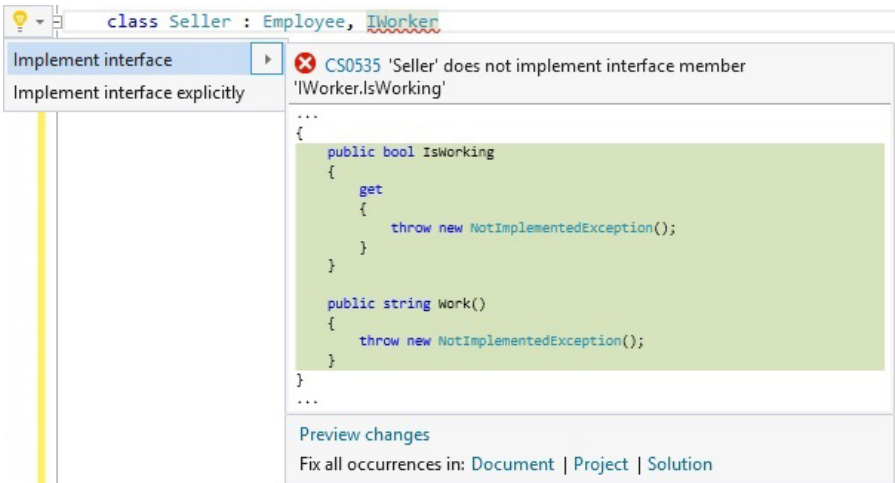 class Seller : Employee, IWorker
Implement interface
Implement interface explicitly
CS0535 'Seller' does not implement interface member
'IWorker.IsWorking'
...
{
public bool IsWorking
{
get
{
throw new NotImplementedException();
}
}
public string Work()
{
throw new NotImplementedException();
}
}
...
Preview changes
Fix all occurrences in: Document | Project | Solution